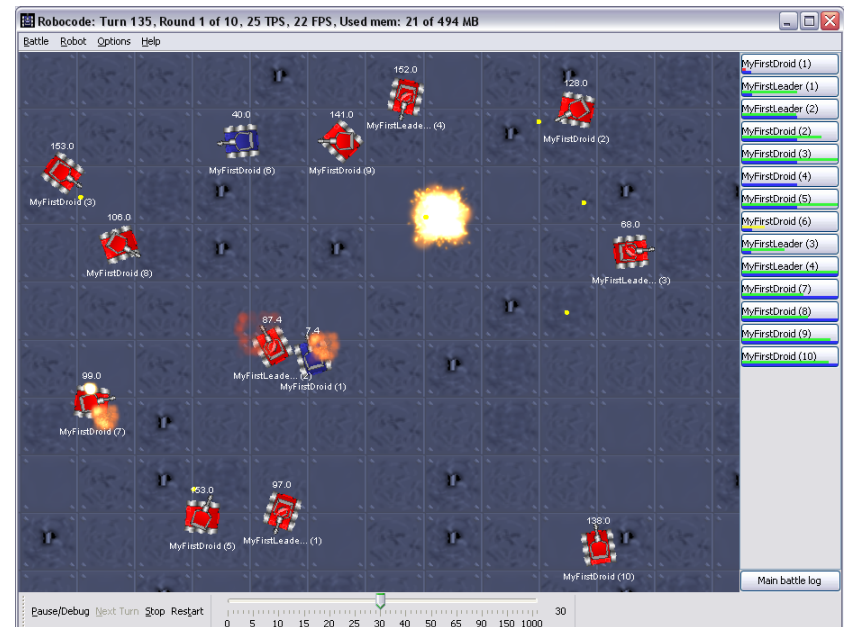 Robocode: Turn 135, Round 1 of 10, 25 TPS, 22 FPS, Used mem: 21 of 494 MB
Battle Robot Options Help
152.0
MyFirstLeade... (4)
128.0
MyFirstDroid (2)
40.0
MyFirstDroid (6)
141.0
MyFirstDroid (9)
153.0
MyFirstDroid (3)
106.0
MyFirstDroid (8)
68.0
MyFirstLeade... (3)
87.4
MyFirstLeade... (2)
7.4
MyFirstDroid (1)
99.0
MyFirstDroid (7)
153.0
MyFirstDroid (5)
97.0
MyFirstLeade... (1)
138.0
MyFirstDroid (10)
MyFirstDroid (1)
MyFirstLeader (1)
MyFirstLeader (2)
MyFirstDroid (2)
MyFirstDroid (3)
MyFirstDroid (4)
MyFirstDroid (5)
MyFirstDroid (6)
MyFirstLeader (3)
MyFirstLeader (4)
MyFirstDroid (7)
MyFirstDroid (8)
MyFirstDroid (9)
MyFirstDroid (10)
Main battle log
Pause/Debug Next Turn Stop Restart
0 5 10 15 20 25 30 40 50 65 90 150 1000
30